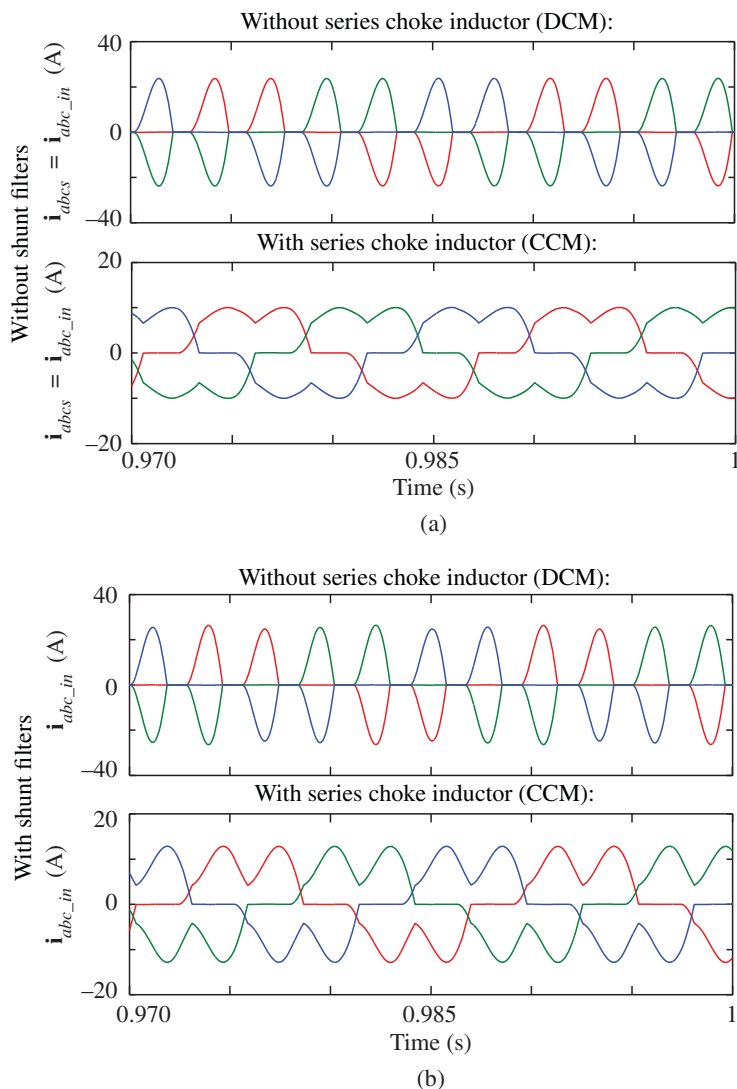 Without series choke inductor (DCM):
40
0
−40
i_abcs = i_abc_in (A)
Without shunt filters
With series choke inductor (CCM):
20
10
0
−20
i_abcs = i_abc_in (A)
0.970
0.985
1
Time (s)
(a)
Without series choke inductor (DCM):
40
0
−40
i_abc_in (A)
With shunt filters
With series choke inductor (CCM):
20
0
−20
i_abc_in (A)
0.970
0.985
1
Time (s)
(b)